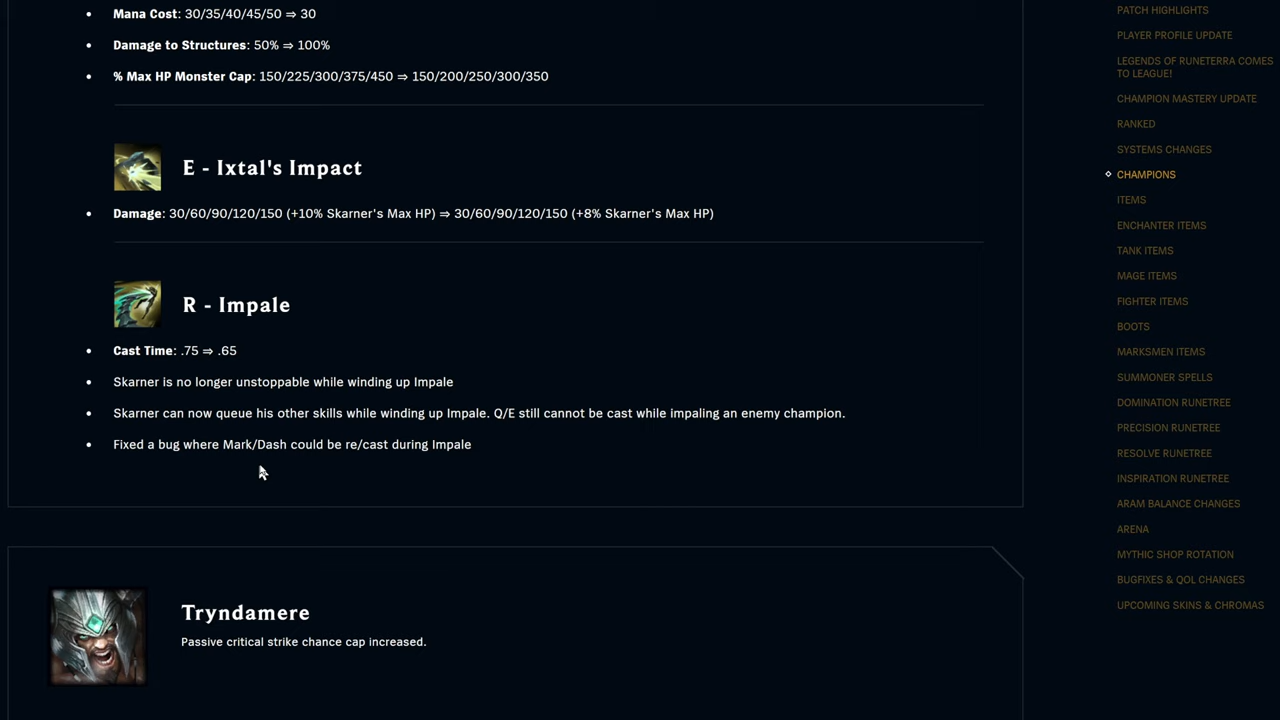 Mana Cost: 30/35/40/45/50 ⇒ 30
Damage to Structures: 50% ⇒ 100%
% Max HP Monster Cap: 150/225/300/375/450 ⇒ 150/200/250/300/350
E - Ixtal's Impact
Damage: 30/60/90/120/150 (+10% Skarner's Max HP) ⇒ 30/60/90/120/150 (+8% Skarner's Max HP)
R - Impale
Cast Time: .75 ⇒ .65
Skarner is no longer unstoppable while winding up Impale
Skarner can now queue his other skills while winding up Impale. Q/E still cannot be cast while impaling an enemy champion.
Fixed a bug where Mark/Dash could be re/cast during Impale
Tryndamere
Passive critical strike chance cap increased.
PATCH HIGHLIGHTS
PLAYER PROFILE UPDATE
LEGENDS OF RUNETERRA COMES
TO LEAGUE!
CHAMPION MASTERY UPDATE
RANKED
SYSTEMS CHANGES
CHAMPIONS
ITEMS
ENCHANTER ITEMS
TANK ITEMS
MAGE ITEMS
FIGHTER ITEMS
BOOTS
MARKSMEN ITEMS
SUMMONER SPELLS
DOMINATION RUNETREE
PRECISION RUNETREE
RESOLVE RUNETREE
INSPIRATION RUNETREE
ARAM BALANCE CHANGES
ARENA
MYTHIC SHOP ROTATION
BUGFIXES & QOL CHANGES
UPCOMING SKINS & CHROMAS